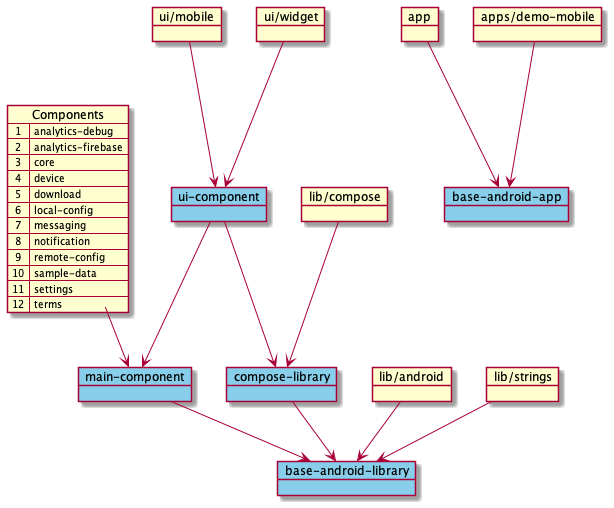 ui/mobile
ui/widget
app
apps/demo-mobile
Components
1 analytics-debug
2 analytics-firebase
3 core
4 device
5 download
6 local-config
7 messaging
8 notification
9 remote-config
10 sample-data
11 settings
12 terms
ui-component
lib/compose
base-android-app
main-component
compose-library
lib/android
lib/strings
base-android-library